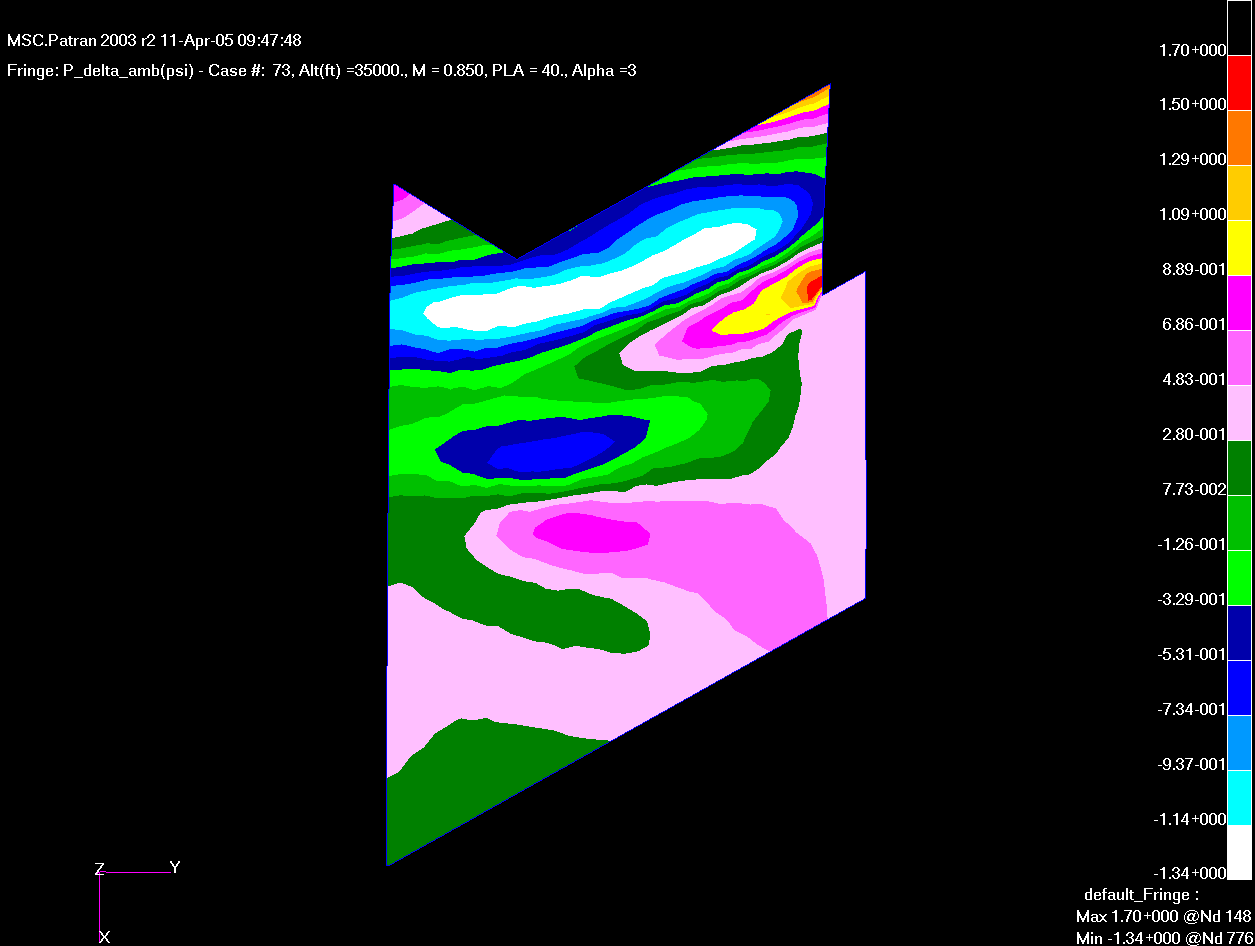 MSC.Patran 2003 r2 11-Apr-05 09:47:48
Fringe: P_delta_amb(psi) - Case #: 73, Alt(ft) =35000., M = 0.850, PLA = 40., Alpha =3
1.70+000
1.50+000
1.29+000
1.09+000
8.89-001
6.86-001
4.83-001
2.80-001
7.73-002
-1.26-001
-3.29-001
-5.31-001
-7.34-001
-9.37-001
-1.14+000
-1.34+000
Z
Y
X
default_Fringe :
Max 1.70+000 @Nd 148
Min -1.34+000 @Nd 776